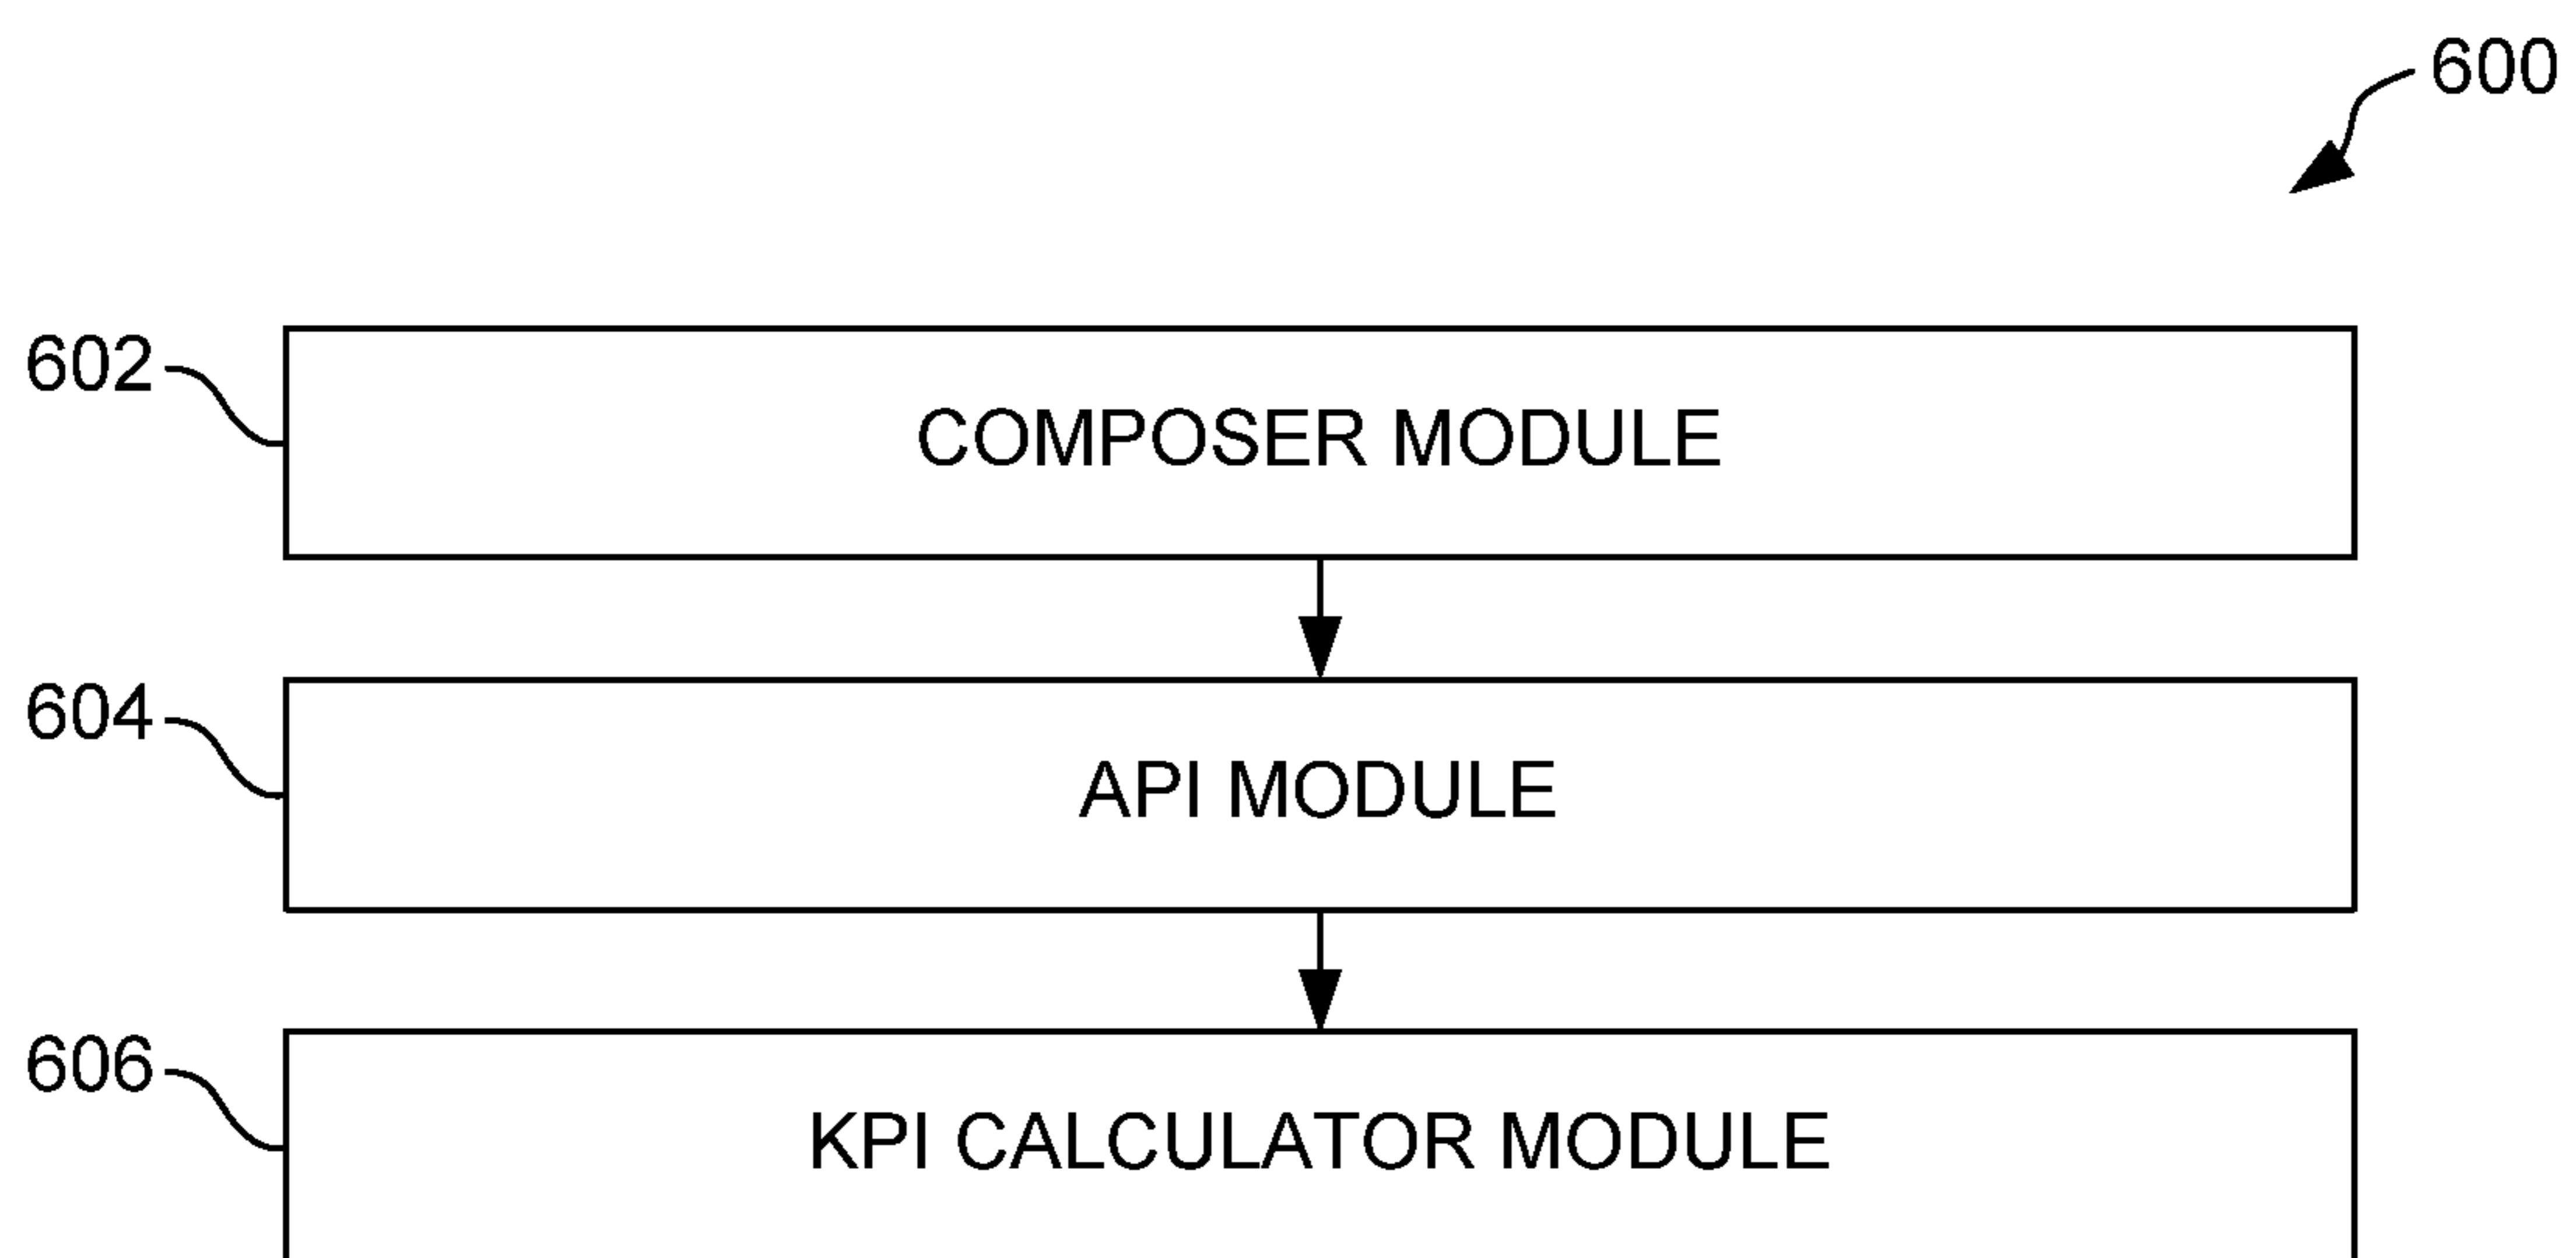 600
602
COMPOSER MODULE
604
API MODULE
606
KPI CALCULATOR MODULE